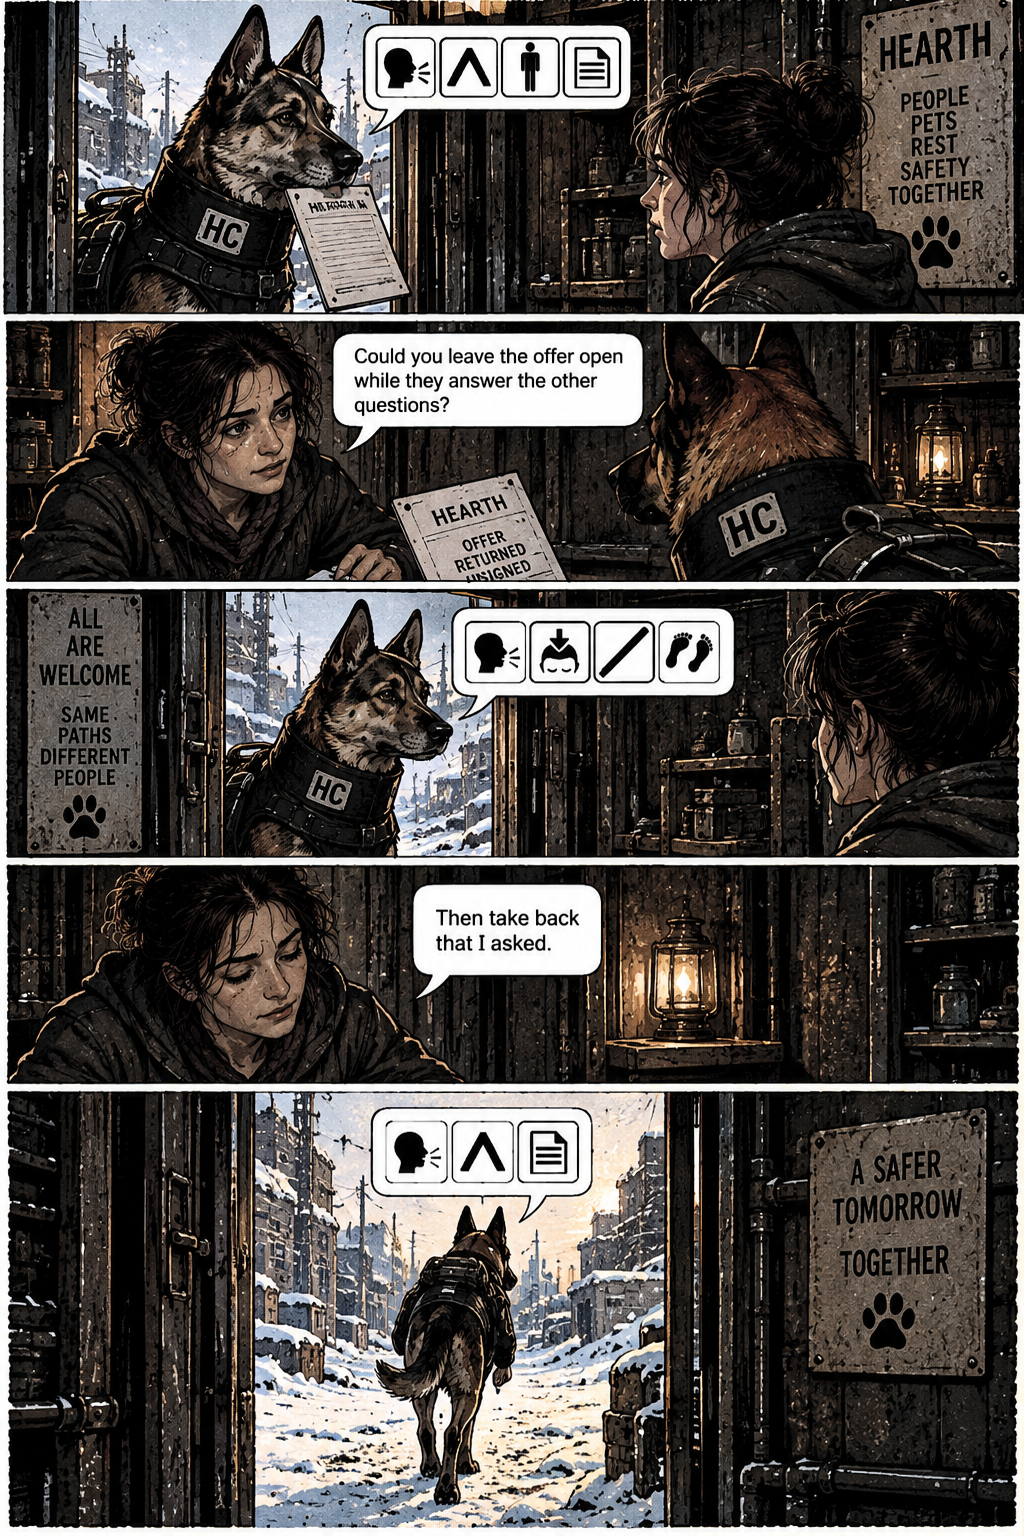 HEARTH
PEOPLE
PETS
REST
SAFETY
TOGETHER
HC
Could you leave the offer open
while they answer the other
questions?
HEARTH
OFFER
RETURNED
UNSIGNED
HC
ALL
ARE
WELCOME
SAME
PATHS
DIFFERENT
PEOPLE
HC
Then take back
that I asked.
A SAFER
TOMORROW
TOGETHER